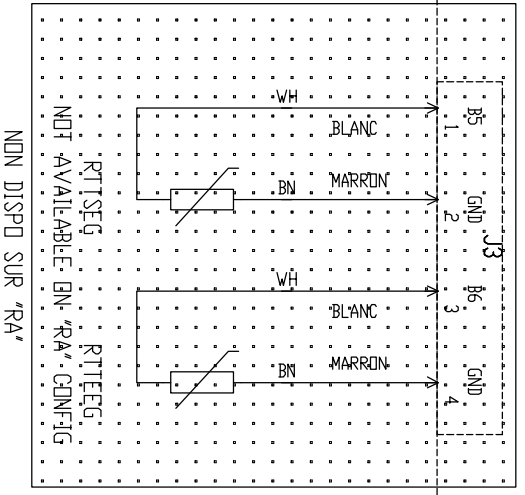 WH
BLANC
B5
1
BN
MARRON
GND
2
RTTSEG
J3
WH
BLANC
B6
3
BN
MARRON
GND
4
RTTEEG
NOT AVAILABLE ON "RA" CONFIG
NON DISPO SUR "RA"